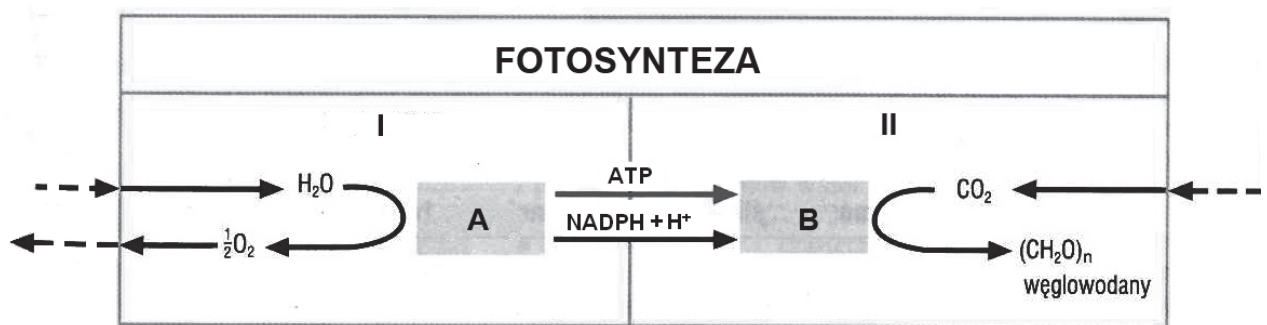 FOTOSYNTEZA
I
II
H₂O
A
ATP
NADPH + H⁺
B
CO₂
½O₂
(CH₂O)ₙ
węglowodany